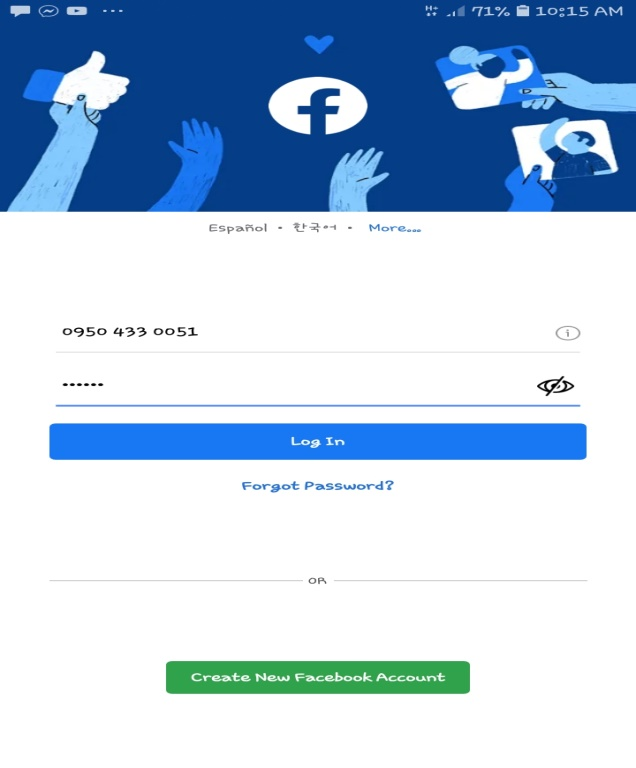 H+ 71% 10:15 AM
f
Español • 한국어 • More...
0950 433 0051
••••••
Log In
Forgot Password?
OR
Create New Facebook Account